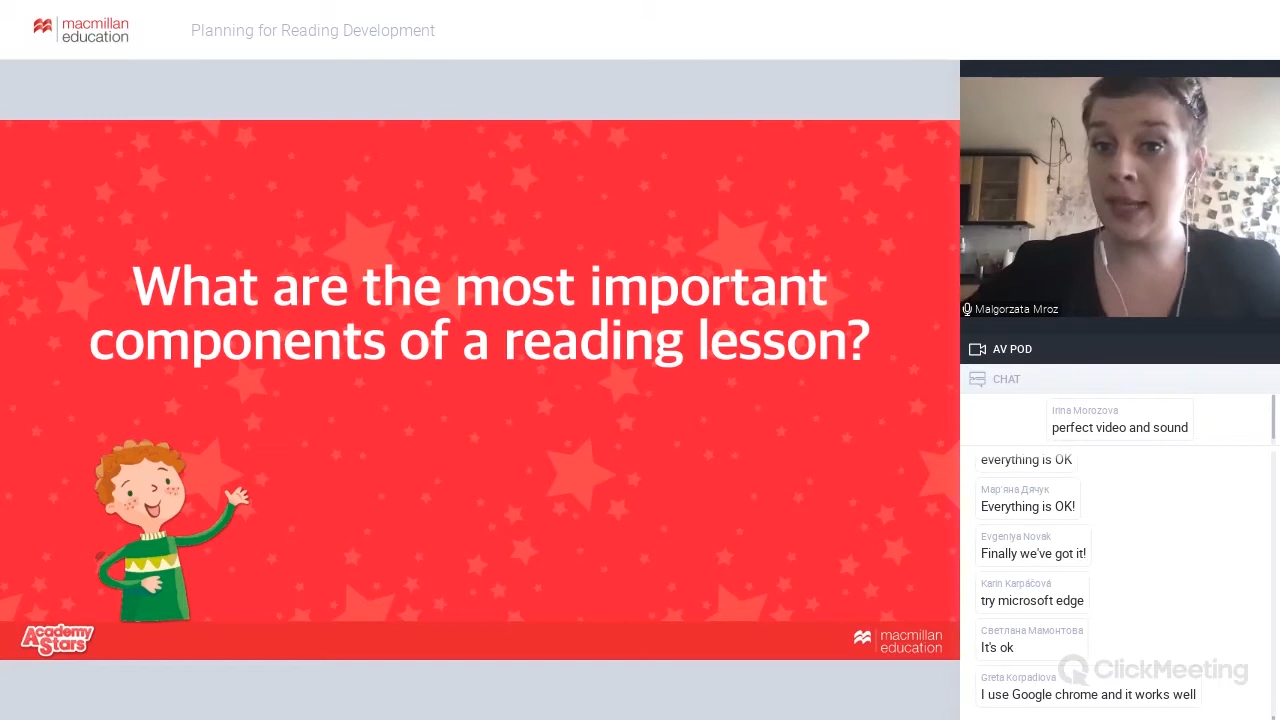 macmillan
education
Planning for Reading Development
What are the most important
components of a reading lesson?
Academy
Stars
macmillan
education
Malgorzata Mroz
AV POD
CHAT
Irina Morozova
perfect video and sound
everything is OK
Мар'яна Дячук
Everything is OK!
Evgeniya Novak
Finally we've got it!
Karin Karpáčová
try microsoft edge
Светлана Мамонтова
It's ok
Greta Korpadiova
I use Google chrome and it works well
ClickMeeting